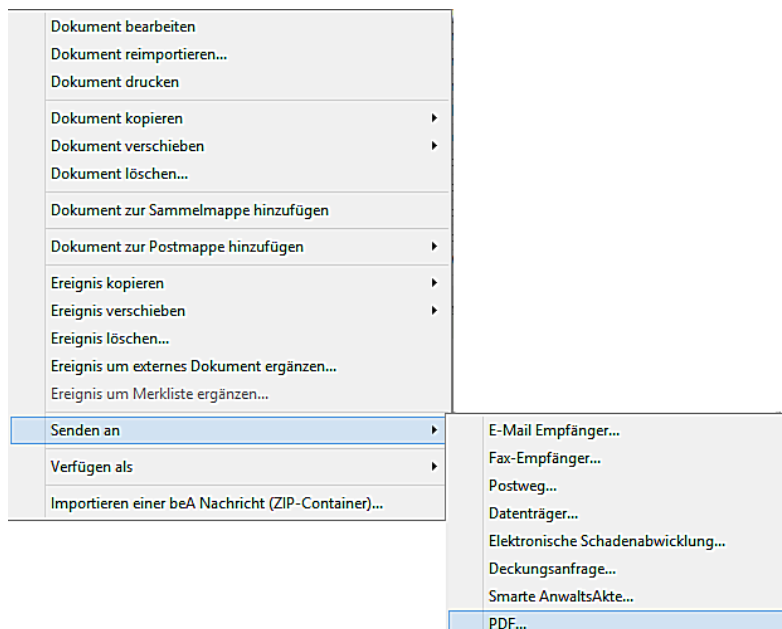 Dokument bearbeiten
Dokument reimportieren...
Dokument drucken
Dokument kopieren
Dokument verschieben
Dokument löschen...
Dokument zur Sammelmappe hinzufügen
Dokument zur Postmappe hinzufügen
Ereignis kopieren
Ereignis verschieben
Ereignis löschen...
Ereignis um externes Dokument ergänzen...
Ereignis um Merkliste ergänzen...
Senden an
Verfügen als
Importieren einer beA Nachricht (ZIP-Container)...
E-Mail Empfänger...
Fax-Empfänger...
Postweg...
Datenträger...
Elektronische Schadenabwicklung...
Deckungsanfrage...
Smarte AnwaltsAkte...
PDF...